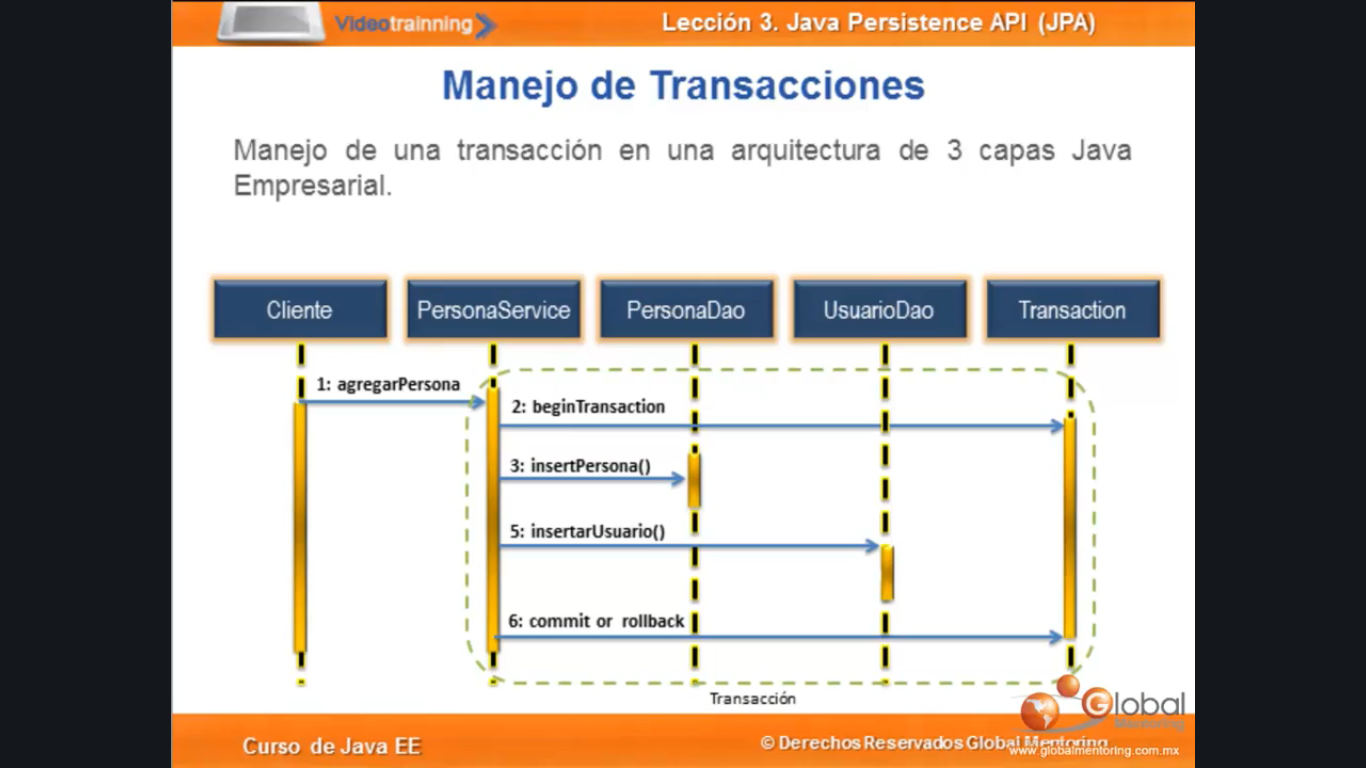 Videotrainning
Lección 3. Java Persistence API (JPA)
Manejo de Transacciones
Manejo de una transacción en una arquitectura de 3 capas Java
Empresarial.
Cliente
PersonaService
PersonaDao
UsuarioDao
Transaction
1: agregarPersona
2: beginTransaction
3: insertPersona()
5: insertarUsuario()
6: commit or rollback
Transacción
Global
Mentoring
Curso de Java EE
© Derechos Reservados Global Mentoring
www.globalmentoring.com.mx